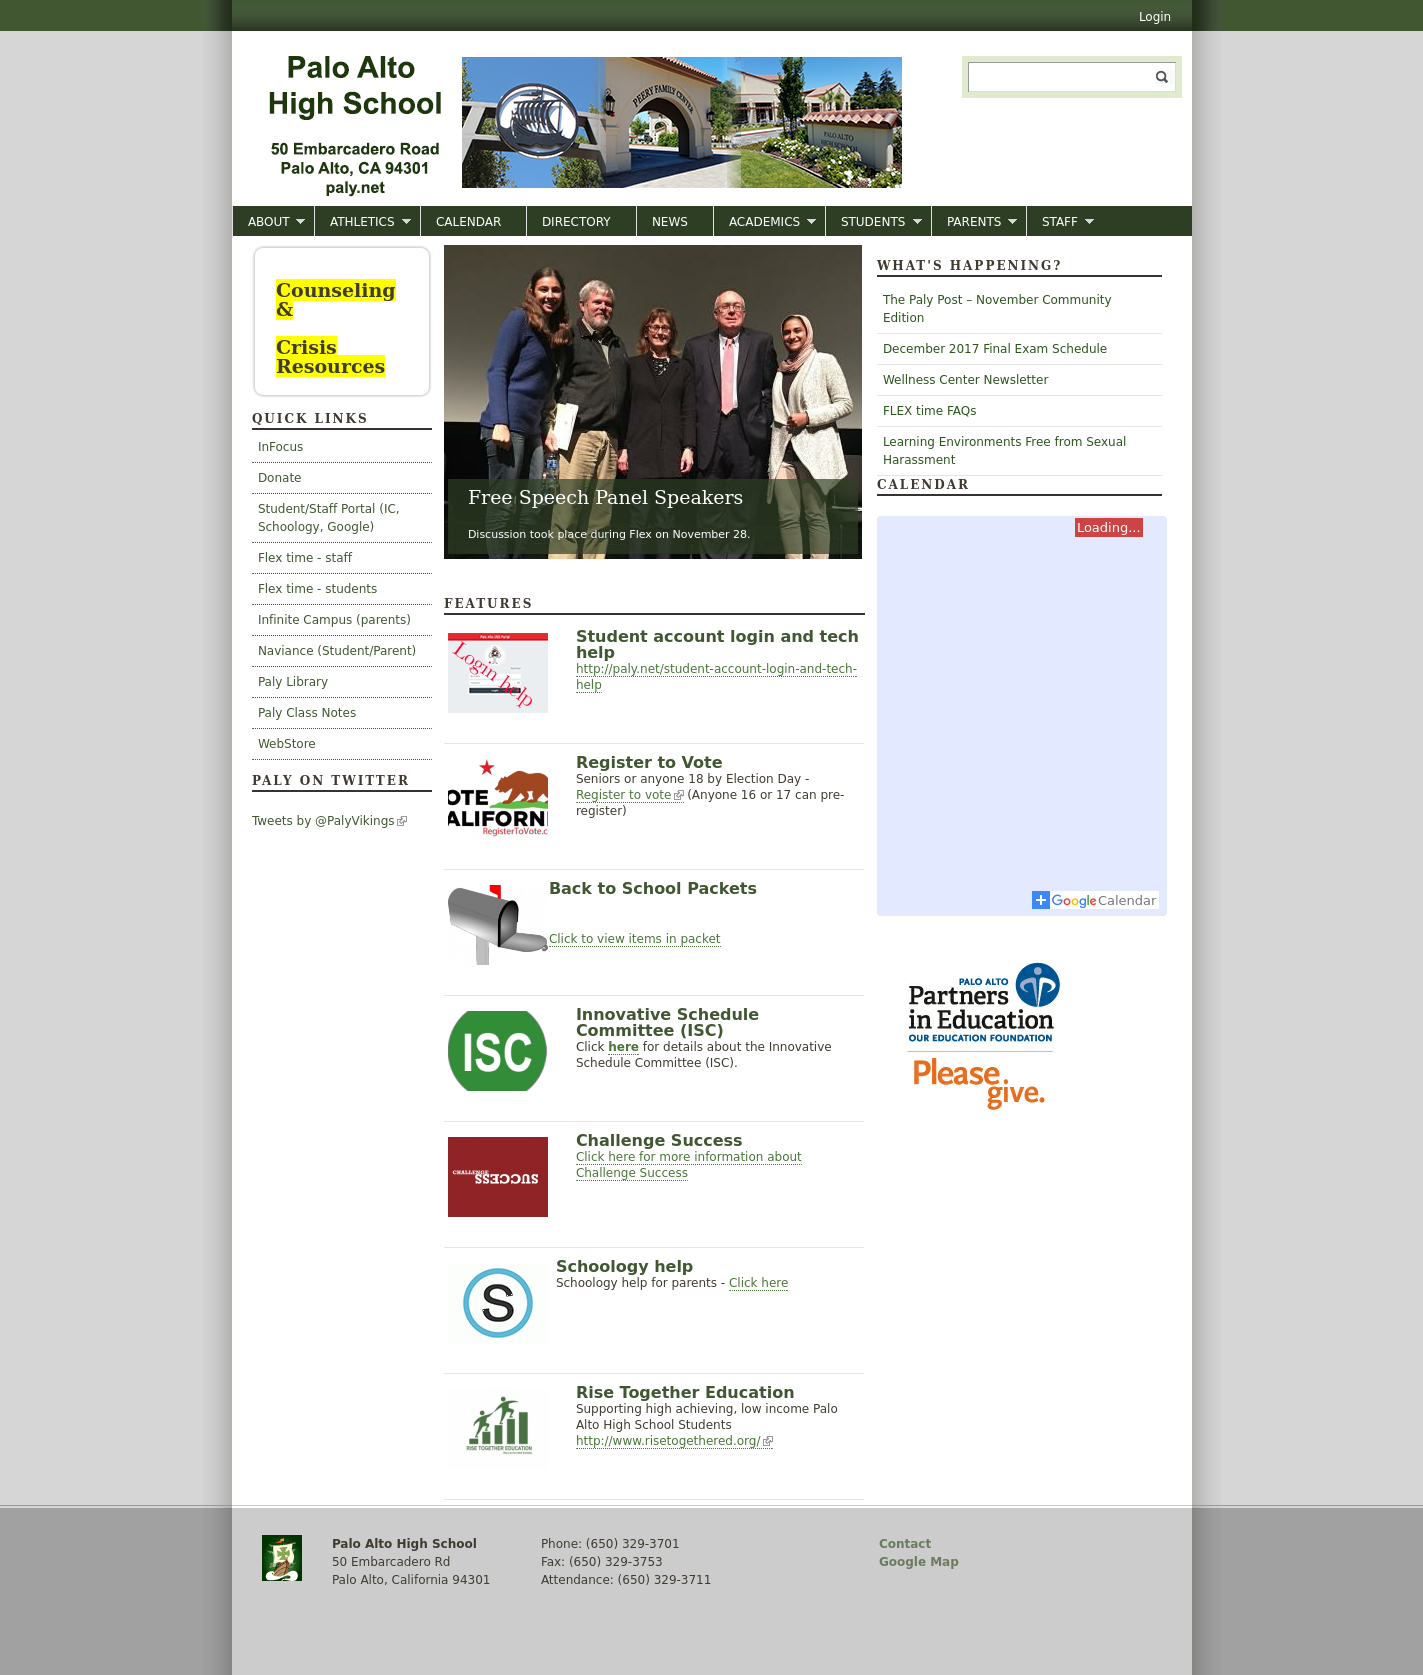 Login
Palo Alto
High School
50 Embarcadero Road
Palo Alto, CA 94301
paly.net
PEERY FAMILY CENTER
PALO ALTO
HIGH SCHOOL
ABOUT
ATHLETICS
CALENDAR
DIRECTORY
NEWS
ACADEMICS
STUDENTS
PARENTS
STAFF
Counseling
&
Crisis
Resources
QUICK LINKS
InFocus
Donate
Student/Staff Portal (IC,
Schoology, Google)
Flex time - staff
Flex time - students
Infinite Campus (parents)
Naviance (Student/Parent)
Paly Library
Paly Class Notes
WebStore
PALY ON TWITTER
Tweets by @PalyVikings
Free Speech Panel Speakers
Discussion took place during Flex on November 28.
FEATURES
Login help
Student account login and tech
help
http://paly.net/student-account-login-and-tech-
help
OTE
ALIFORN
RegisterToVote.c
Register to Vote
Seniors or anyone 18 by Election Day -
Register to vote (Anyone 16 or 17 can pre-
register)
Back to School Packets
Click to view items in packet
ISC
Innovative Schedule
Committee (ISC)
Click here for details about the Innovative
Schedule Committee (ISC).
CHALLENGE
SUCCESS
Challenge Success
Click here for more information about
Challenge Success
S
Schoology help
Schoology help for parents - Click here
RISE TOGETHER EDUCATION
Rise Together Education
Supporting high achieving, low income Palo
Alto High School Students
http://www.risetogethered.org/
WHAT'S HAPPENING?
The Paly Post – November Community
Edition
December 2017 Final Exam Schedule
Wellness Center Newsletter
FLEX time FAQs
Learning Environments Free from Sexual
Harassment
CALENDAR
Loading...
Google Calendar
PALO ALTO
Partners
in Education
OUR EDUCATION FOUNDATION
Please
give.
Palo Alto High School
50 Embarcadero Rd
Palo Alto, California 94301
Phone: (650) 329-3701
Fax: (650) 329-3753
Attendance: (650) 329-3711
Contact
Google Map